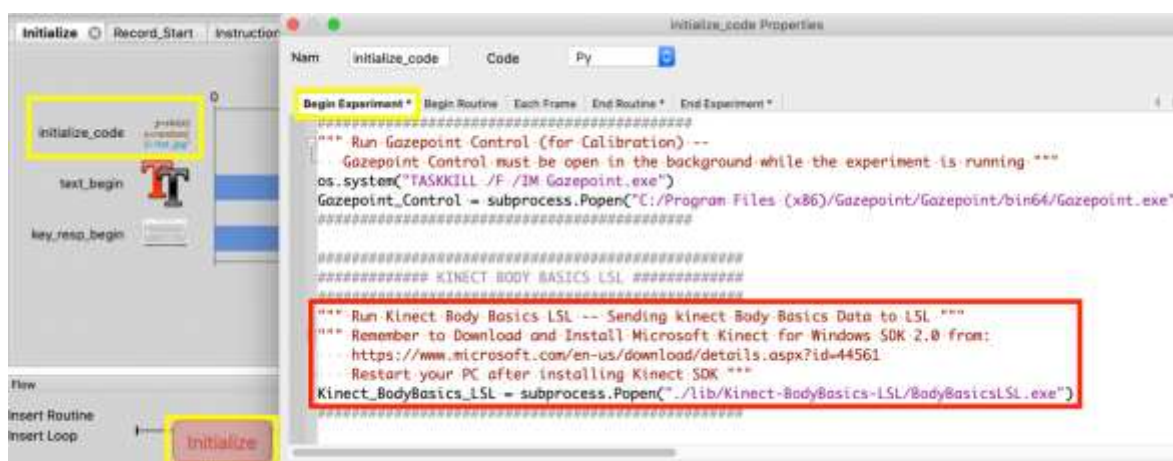 Initialize Record_Start Instruction
initialize_code Properties
Nam initialize_code Code Py
0
Begin Experiment * Begin Routine Each Frame End Routine * End Experiment *
initialize_code
text_begin
key_resp_begin
##############################################
""" Run Gazepoint Control (for Calibration) --
Gazepoint Control must be open in the background while the experiment is running """
os.system("TASKKILL /F /IM Gazepoint.exe")
Gazepoint_Control = subprocess.Popen("C:/Program Files (x86)/Gazepoint/Gazepoint/bin64/Gazepoint.exe"
##############################################
####################################################
############# KINECT BODY BASICS LSL #############
####################################################
""" Run Kinect Body Basics LSL -- Sending kinect Body Basics Data to LSL """
""" Remember to Download and Install Microsoft Kinect for Windows SDK 2.0 from:
https://www.microsoft.com/en-us/download/details.aspx?id=44561
Restart your PC after installing Kinect SDK """
Kinect_BodyBasics_LSL = subprocess.Popen("./lib/Kinect-BodyBasics-LSL/BodyBasicsLSL.exe")
####################################################
Flow
Insert Routine
Insert Loop
Initialize